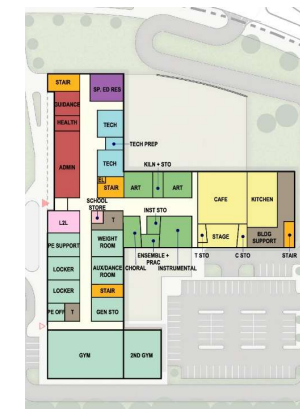 STAIR
SP. ED RES
GUIDANCE
HEALTH
TECH
TECH PREP
ADMIN
TECH
KILN + STO
EL
STAIR
ART
ART
CAFE
KITCHEN
SCHOOL
STORE
INST STO
L2L
T
PE SUPPORT
WEIGHT
ROOM
STAGE
BLDG
SUPPORT
ENSEMBLE +
PRAC
T STO
C STO
STAIR
LOCKER
AUX/DANCE
ROOM
CHORAL
INSTRUMENTAL
LOCKER
STAIR
PE OFF
T
GEN STO
GYM
2ND GYM